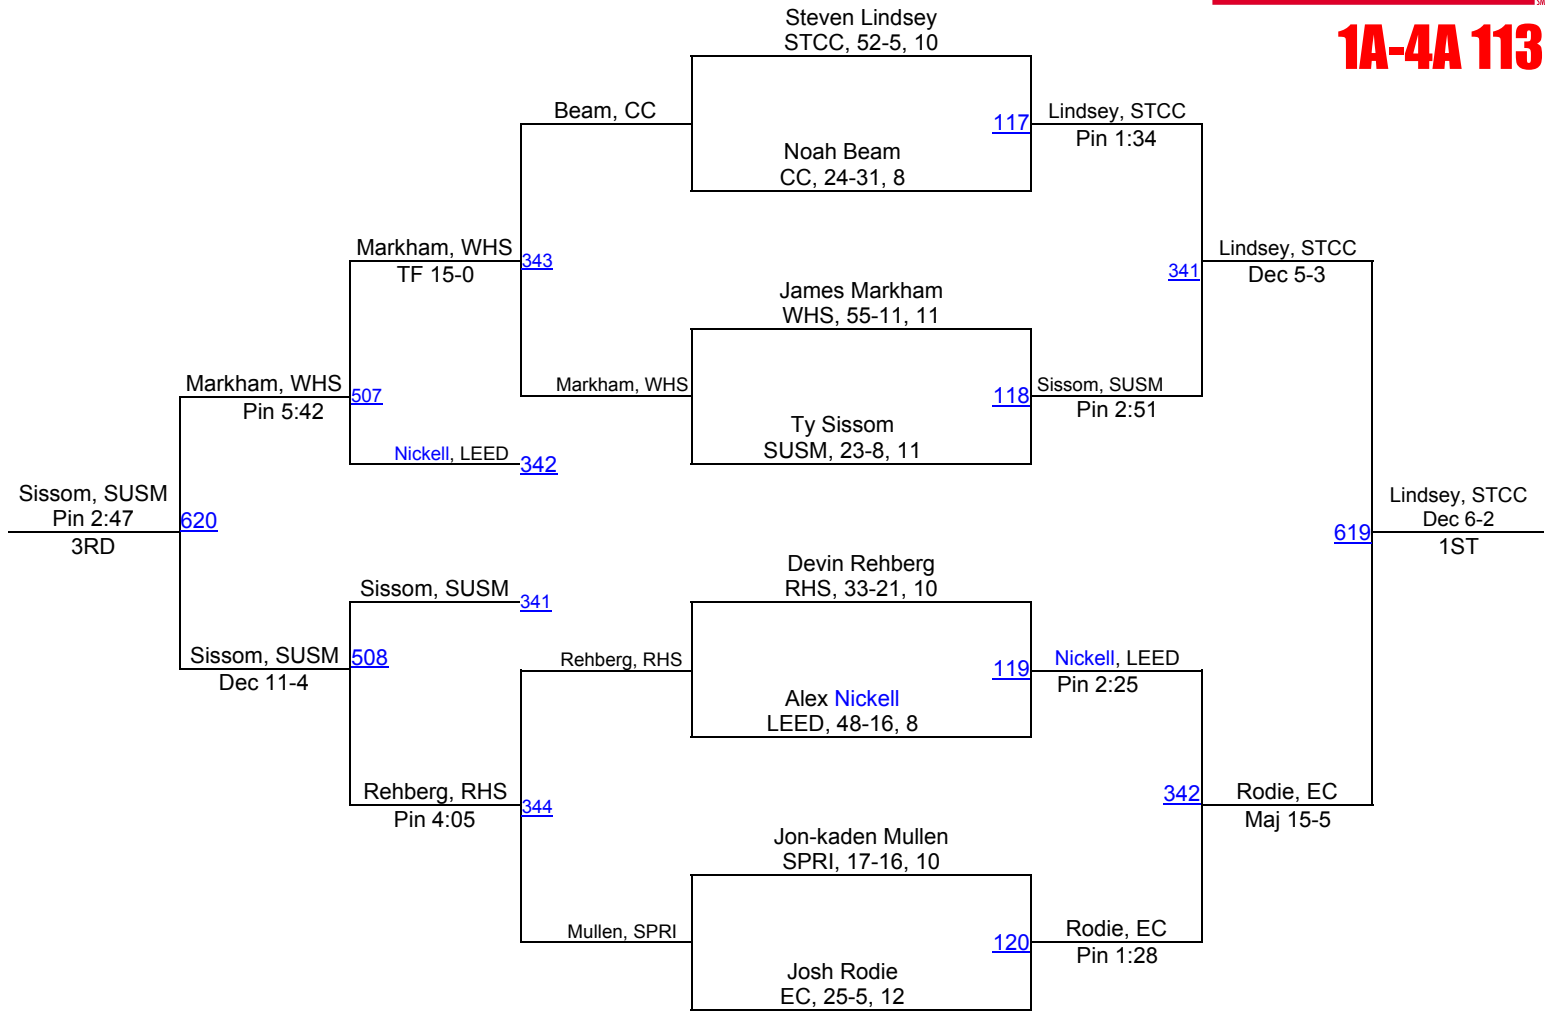 SM
1A-4A 113
Steven Lindsey
STCC, 52-5, 10
Beam, CC
117
Lindsey, STCC
Pin 1:34
Noah Beam
CC, 24-31, 8
Markham, WHS
TF 15-0
343
Lindsey, STCC
Dec 5-3
341
James Markham
WHS, 55-11, 11
Markham, WHS
Pin 5:42
507
Markham, WHS
118
Sissom, SUSM
Pin 2:51
Ty Sissom
SUSM, 23-8, 11
Nickell, LEED
342
Sissom, SUSM
Pin 2:47
3RD
620
619
Lindsey, STCC
Dec 6-2
1ST
Devin Rehberg
RHS, 33-21, 10
Sissom, SUSM
341
Sissom, SUSM
Dec 11-4
508
Rehberg, RHS
119
Nickell, LEED
Pin 2:25
Alex Nickell
LEED, 48-16, 8
Rehberg, RHS
Pin 4:05
344
342
Rodie, EC
Maj 15-5
Jon-kaden Mullen
SPRI, 17-16, 10
Mullen, SPRI
120
Rodie, EC
Pin 1:28
Josh Rodie
EC, 25-5, 12